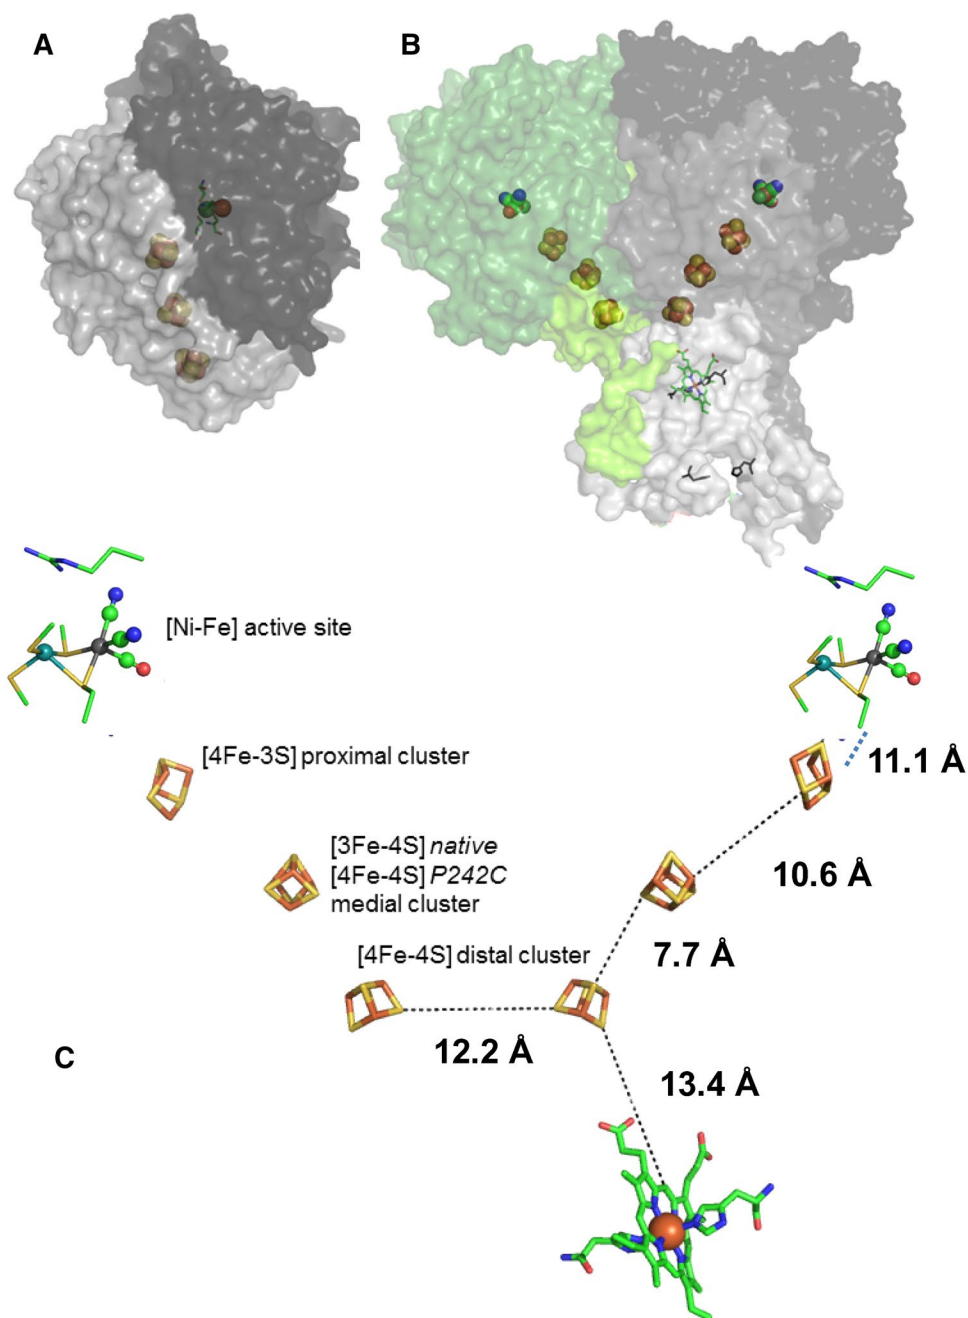 A
B
[Ni-Fe] active site
[4Fe-3S] proximal cluster
11.1 Å
[3Fe-4S] native
[4Fe-4S] P242C
medial cluster
10.6 Å
7.7 Å
[4Fe-4S] distal cluster
12.2 Å
C
13.4 Å